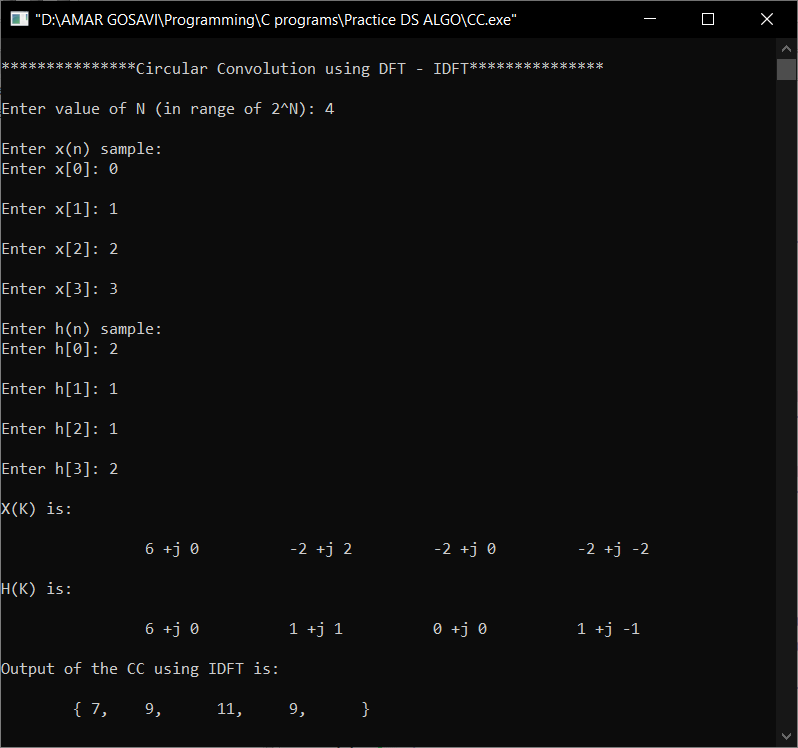 "D:\AMAR GOSAVI\Programming\C programs\Practice DS ALGO\CC.exe"
***************Circular Convolution using DFT - IDFT***************
Enter value of N (in range of 2^N): 4
Enter x(n) sample:
Enter x[0]: 0
Enter x[1]: 1
Enter x[2]: 2
Enter x[3]: 3
Enter h(n) sample:
Enter h[0]: 2
Enter h[1]: 1
Enter h[2]: 1
Enter h[3]: 2
X(K) is:
6 +j 0 -2 +j 2 -2 +j 0 -2 +j -2
H(K) is:
6 +j 0 1 +j 1 0 +j 0 1 +j -1
Output of the CC using IDFT is:
{ 7, 9, 11, 9, }